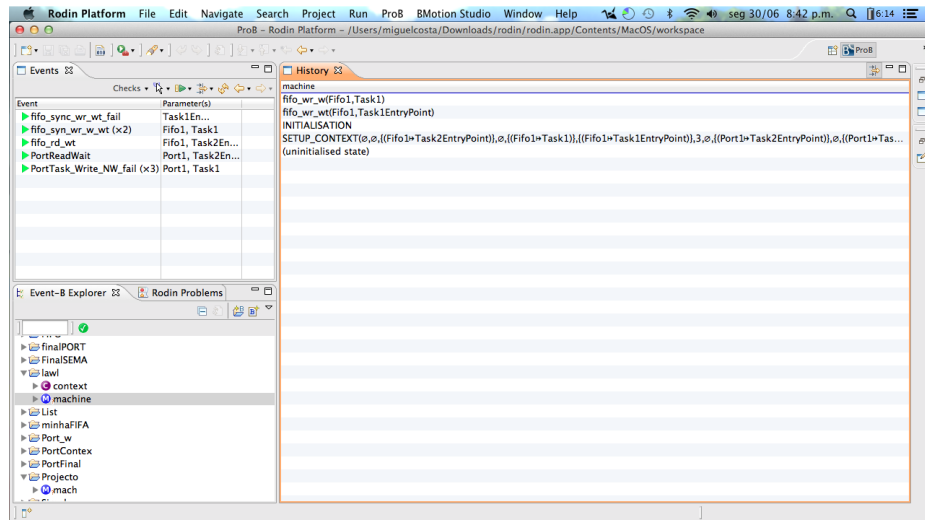 Rodin Platform File Edit Navigate Search Project Run ProB BMotion Studio Window Help seg 30/06 8:42 p.m. 6:14
ProB – Rodin Platform – /Users/miguelcosta/Downloads/rodin/rodin.app/Contents/MacOS/workspace
ProB
Events
Checks
Event Parameter(s)
fifo_sync_wr_wt_fail Task1En...
fifo_syn_wr_w_wt (×2) Fifo1, Task1
fifo_rd_wt Fifo1, Task2En...
PortReadWait Port1, Task2En...
PortTask_Write_NW_fail (×3) Port1, Task1
History
machine
fifo_wr_w(Fifo1,Task1)
fifo_wr_wt(Fifo1,Task1EntryPoint)
INITIALISATION
SETUP_CONTEXT(∅,∅,{(Fifo1↦Task2EntryPoint)},∅,{(Fifo1↦Task1)},{(Fifo1↦Task1EntryPoint)},3,∅,{(Port1↦Task2EntryPoint)},∅,{(Port1↦Tas...
(uninitialised state)
Event-B Explorer Rodin Problems
finalPORT
FinalSEMA
lawl
context
machine
List
minhaFIFA
Port_w
PortContex
PortFinal
Projecto
mach